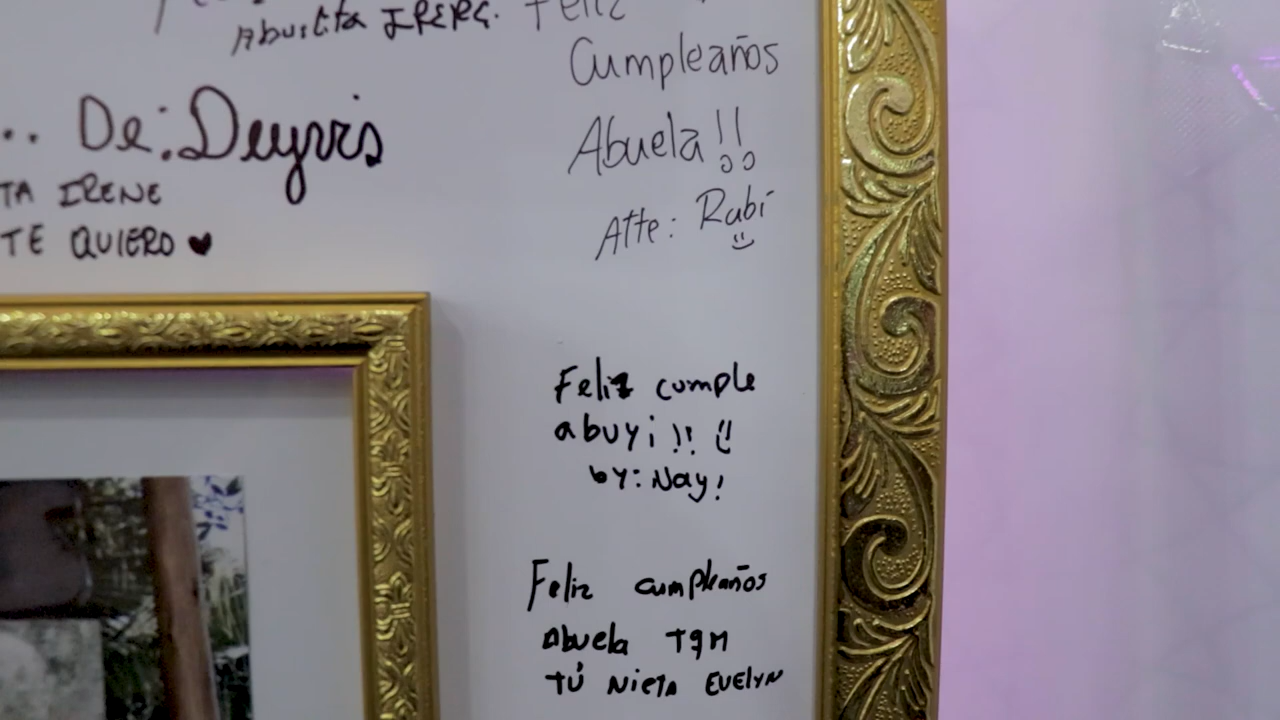 Abuelita IRENE.
.. De: Deyvis
TA IRENE
TE QUIERO ♥
Feliz
Cumpleaños
Abuela!!
Atte: Rubí
Feliz cumple
abuyi!!
by: Nay!
Feliz cumpleaños
Abuela TQM
TÚ NIETA EVELYN